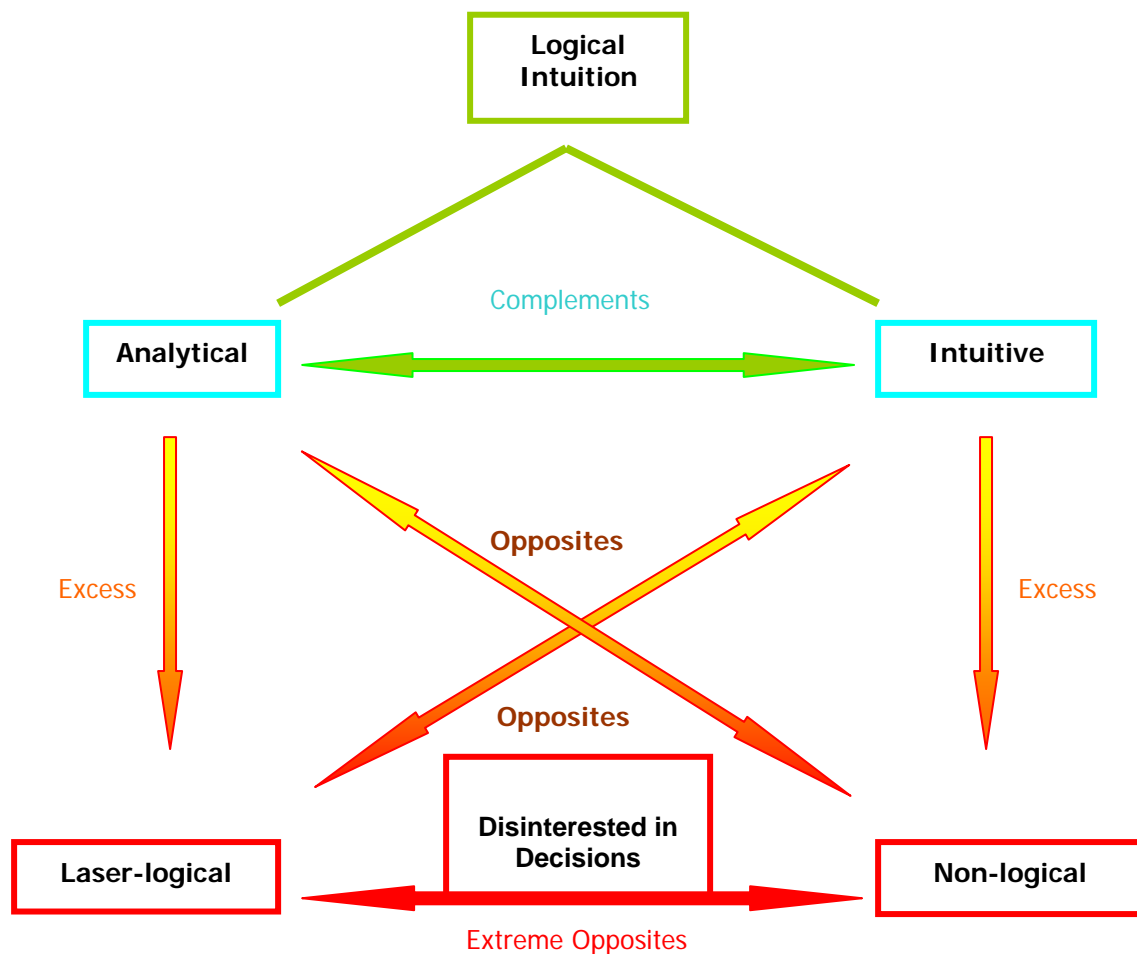 Logical
Intuition
Complements
Analytical
Intuitive
Opposites
Excess
Excess
Opposites
Disinterested in
Decisions
Laser-logical
Non-logical
Extreme Opposites